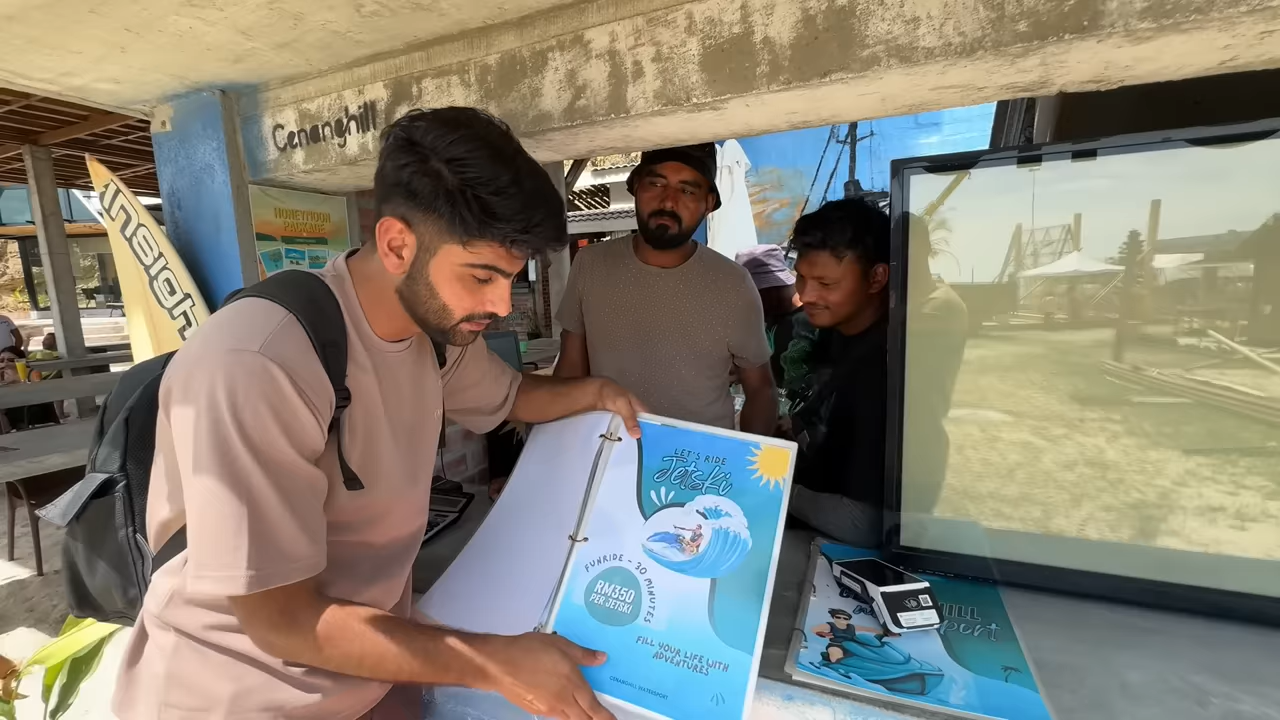 Cenanghill
insight
HONEYMOON
PACKAGE
LET'S RIDE
JetSki
FUNRIDE - 30 MINUTES
RM350
PER JETSKI
FILL YOUR LIFE WITH
ADVENTURES
CENANGHILL WATERSPORT
HILL
port